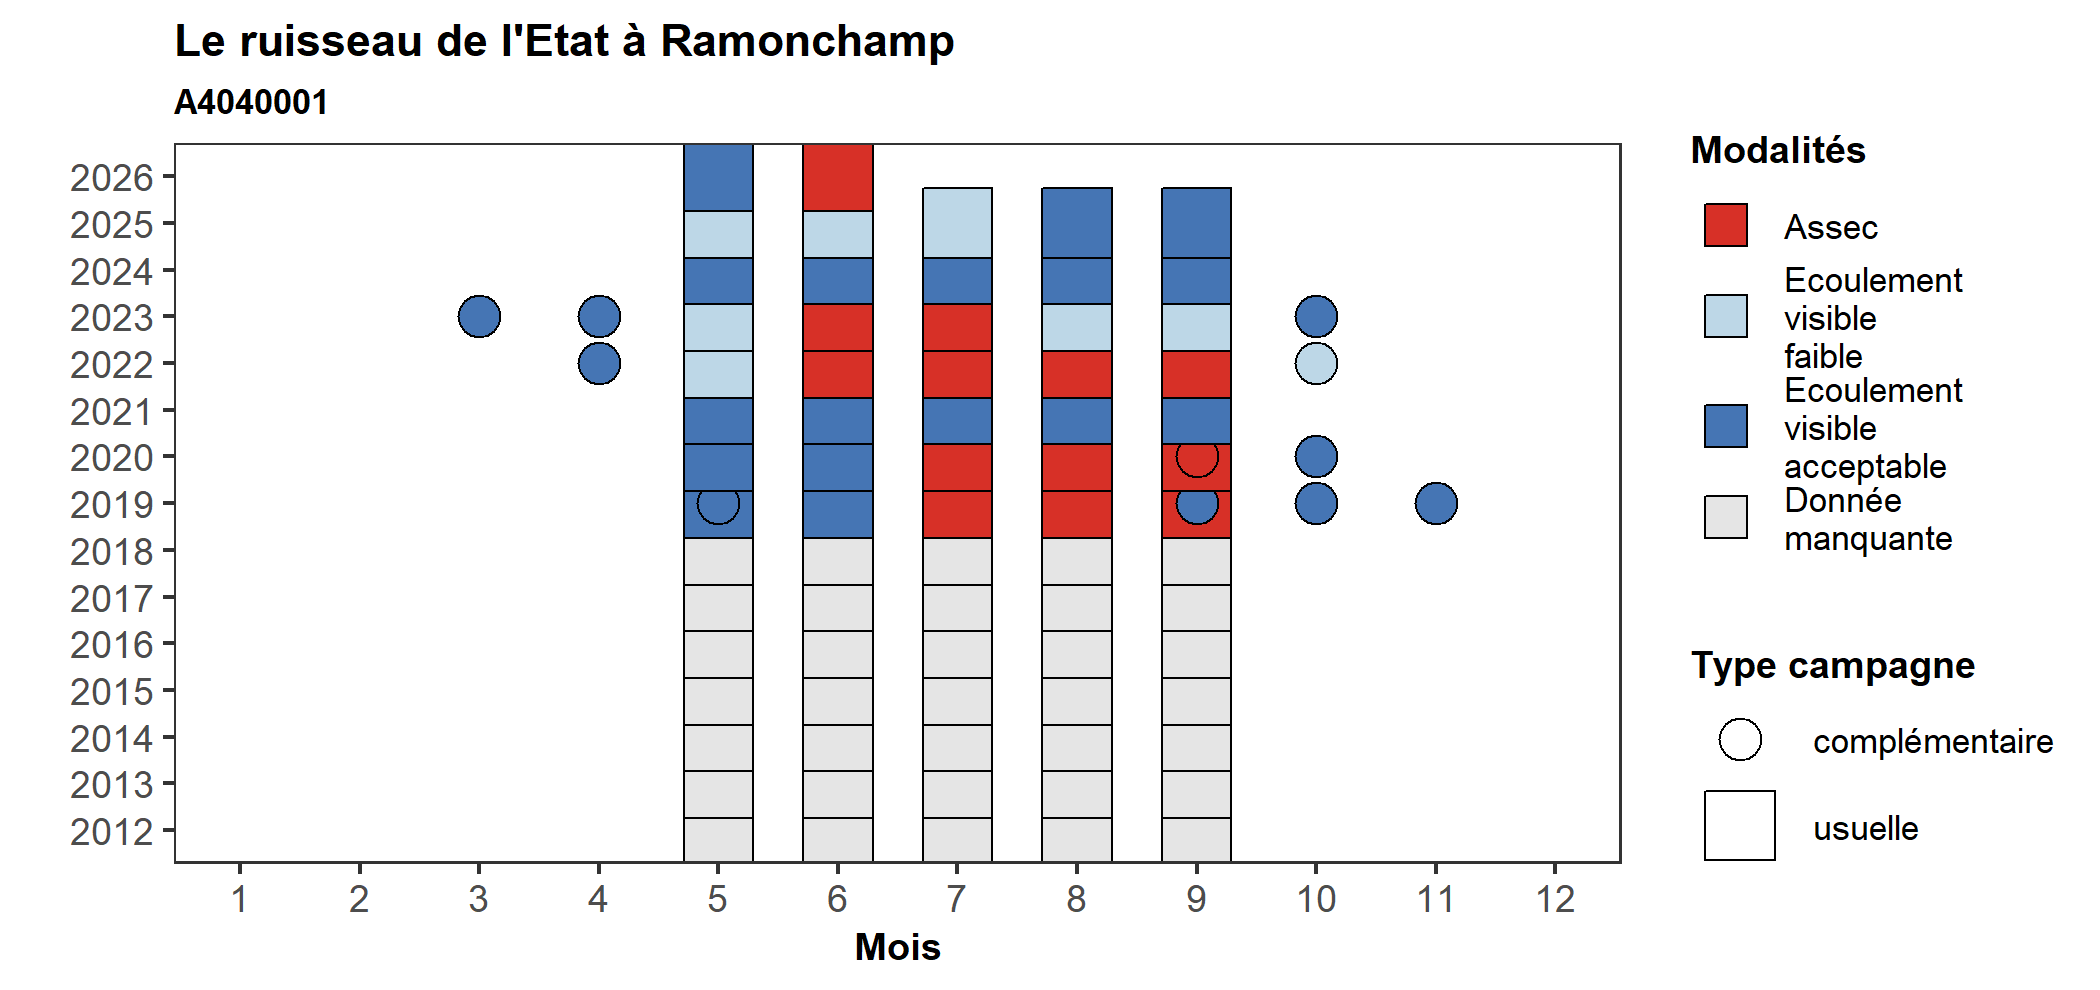 Le ruisseau de l'Etat à Ramonchamp
A4040001
2026
2025
2024
2023
2022
2021
2020
2019
2018
2017
2016
2015
2014
2013
2012
1 2 3 4 5 6 7 8 9 10 11 12
Mois
Modalités
Assec
Ecoulement
visible
faible
Ecoulement
visible
acceptable
Donnée
manquante
Type campagne
complémentaire
usuelle